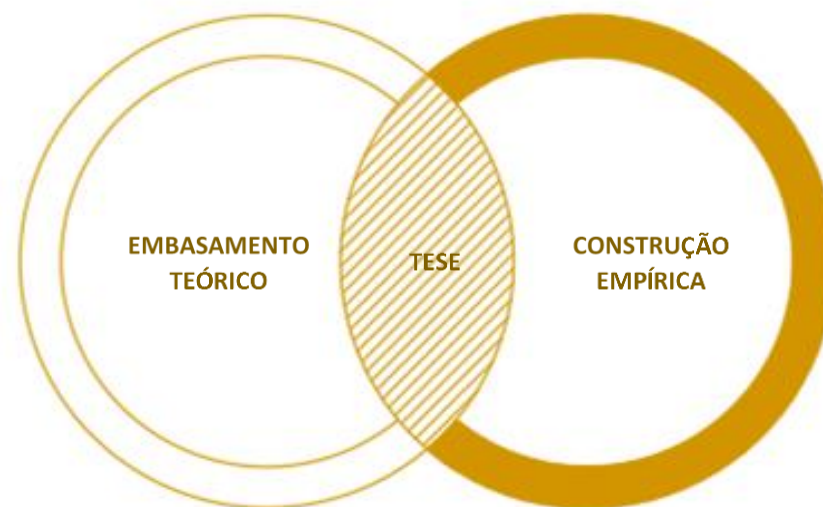 EMBASAMENTO
TEÓRICO
TESE
CONSTRUÇÃO
EMPÍRICA